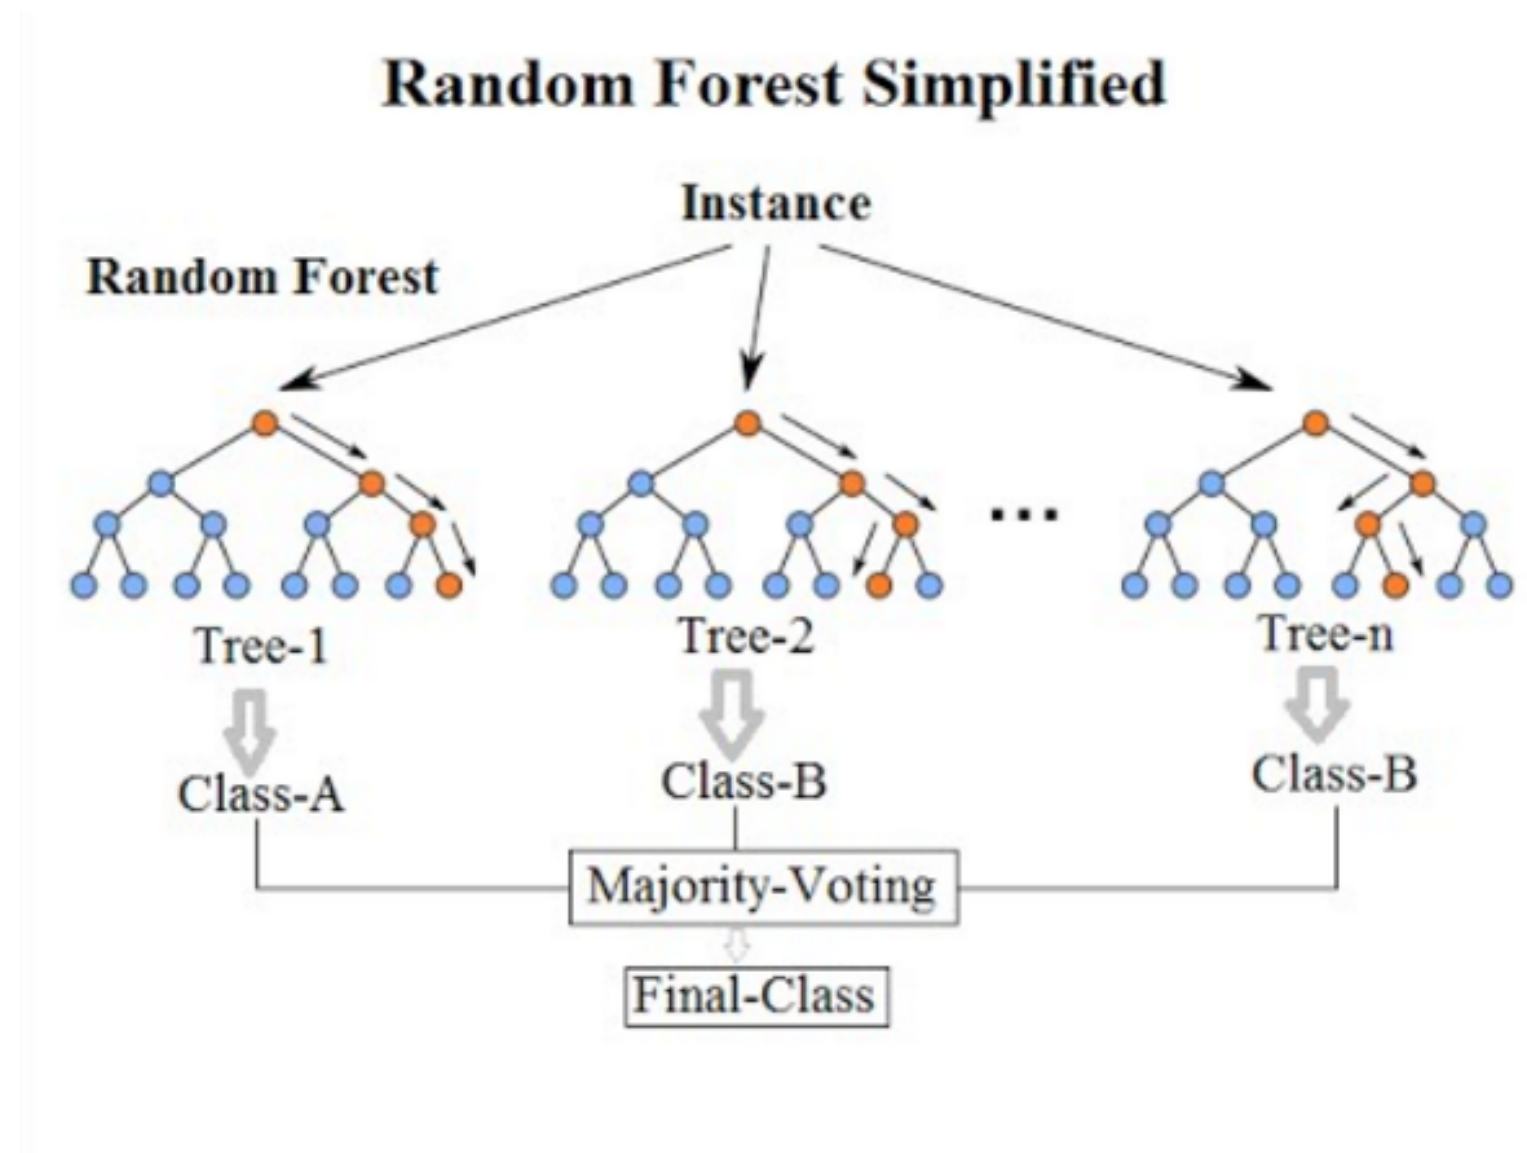 Random Forest Simplified
Instance
Random Forest
...
Tree-1
Tree-2
Tree-n
Class-A
Class-B
Class-B
Majority-Voting
Final-Class